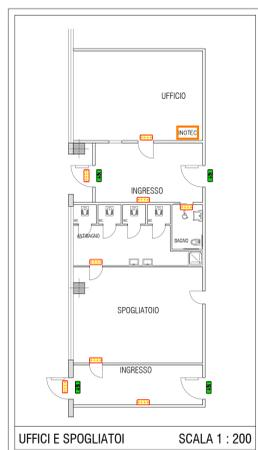 UFFICIO
INOTEC
INGRESSO
ANTIBAGNO
BAGNO
SPOGLIATOIO
INGRESSO
UFFICI E SPOGLIATOI SCALA 1 : 200